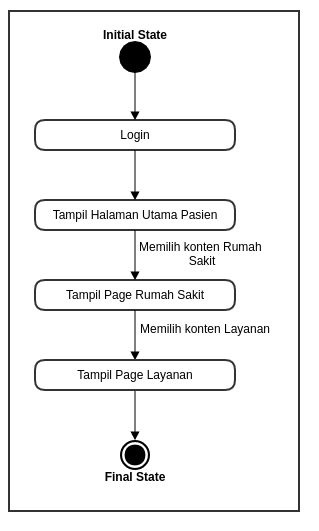 Initial State
Login
Tampil Halaman Utama Pasien
Memilih konten Rumah
Sakit
Tampil Page Rumah Sakit
Memilih konten Layanan
Tampil Page Layanan
Final State